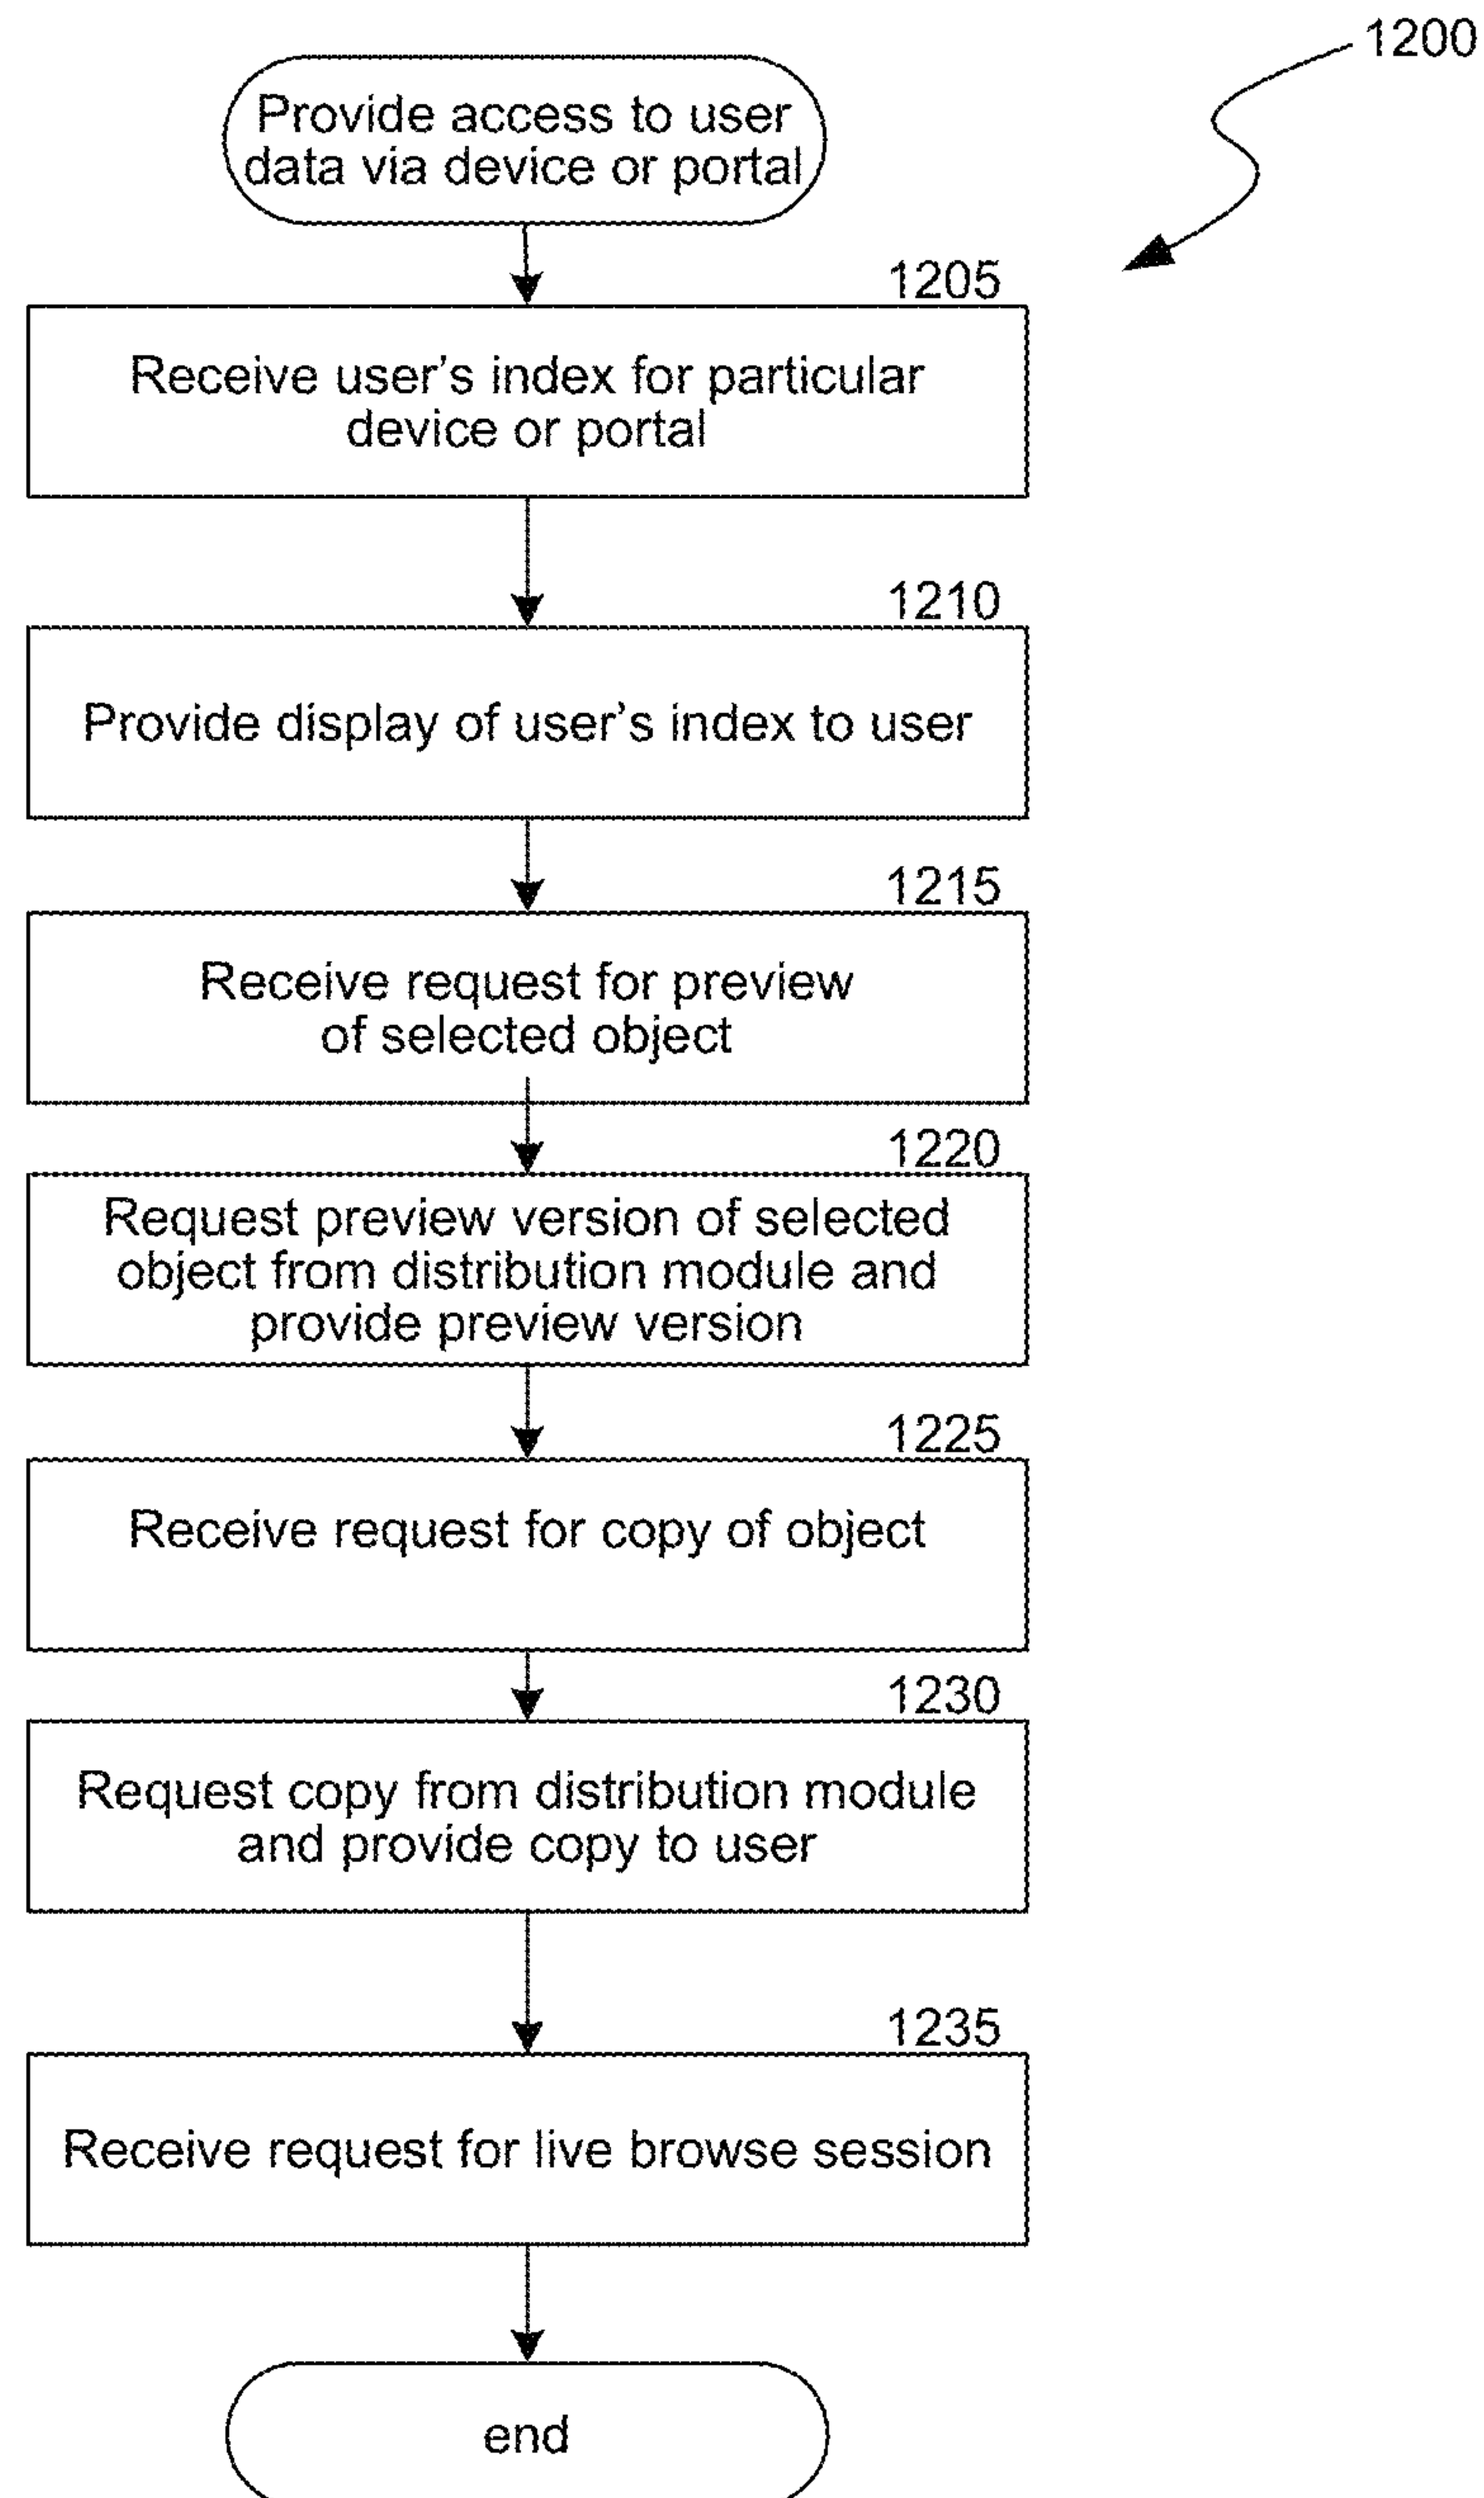 1200
Provide access to user
data via device or portal
1205
Receive user's index for particular
device or portal
1210
Provide display of user's index to user
1215
Receive request for preview
of selected object
1220
Request preview version of selected
object from distribution module and
provide preview version
1225
Receive request for copy of object
1230
Request copy from distribution module
and provide copy to user
1235
Receive request for live browse session
end